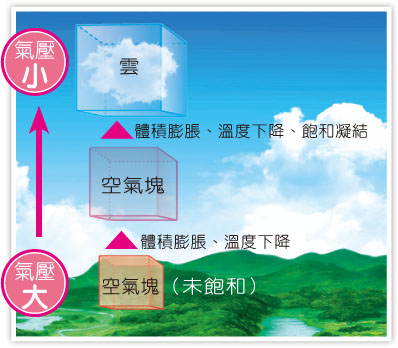 氣壓
小
雲
體積膨脹、溫度下降、飽和凝結
空氣塊
體積膨脹、溫度下降
氣壓
大
空氣塊（未飽和）